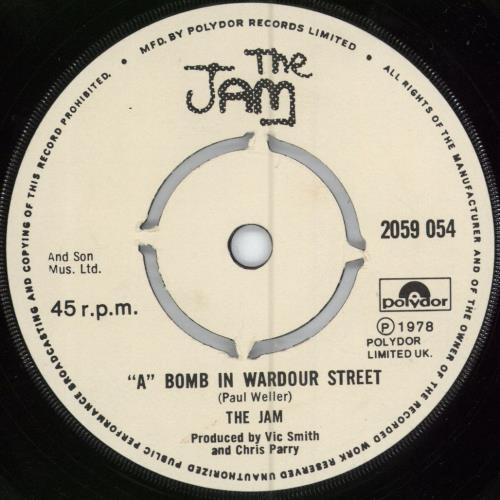 MFD. BY POLYDOR RECORDS LIMITED • ALL RIGHTS OF THE MANUFACTURER AND OF THE OWNER OF THE RECORDED WORK RESERVED UNAUTHORIZED PUBLIC PERFORMANCE BROADCASTING AND COPYING OF THIS RECORD PROHIBITED. •
The
JAM
2059 054
And Son
Mus. Ltd.
45 r.p.m.
polydor
Ⓟ 1978
POLYDOR
LIMITED UK.
“A” BOMB IN WARDOUR STREET
(Paul Weller)
THE JAM
Produced by Vic Smith
and Chris Parry